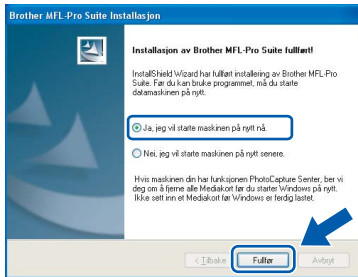 Brother MFL-Pro Suite Installasjon
Installasjon av Brother MFL-Pro Suite fullført!
InstallShield Wizard har fullført installering av Brother MFL-Pro
Suite. Før du kan bruke programmet, må du starte
datamaskinen på nytt.
Ja, jeg vil starte maskinen på nytt nå.
Nei, jeg vil starte maskinen på nytt senere.
Hvis maskinen din har funksjonen PhotoCapture Center, ber vi
deg om å fjerne alle Mediakort før du starter Windows på nytt.
Ikke sett inn et Mediakort før Windows er ferdig lastet.
< Tilbake Fullfør Avbryt